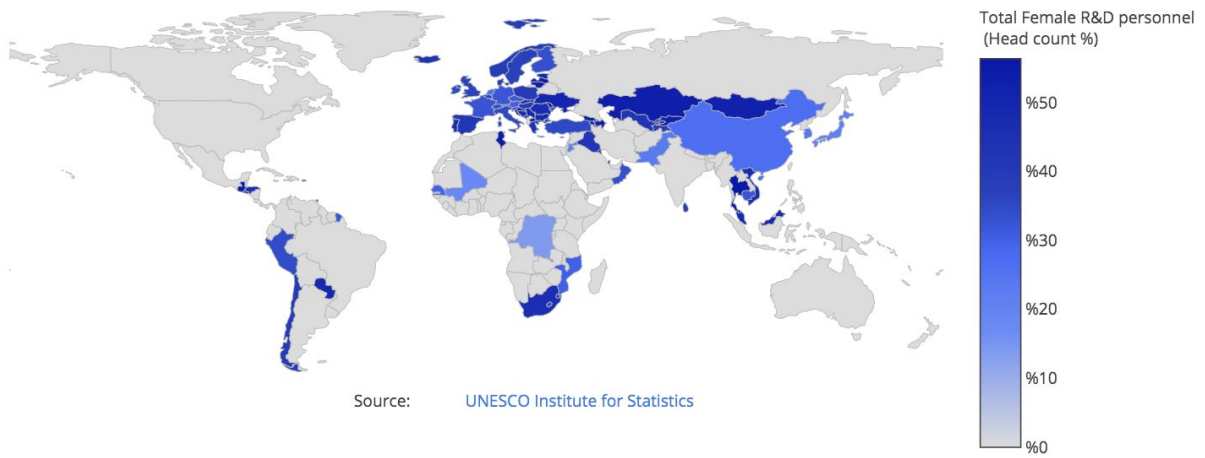 Total Female R&D personnel
(Head count %)
%50
%40
%30
%20
%10
%0
Source: UNESCO Institute for Statistics